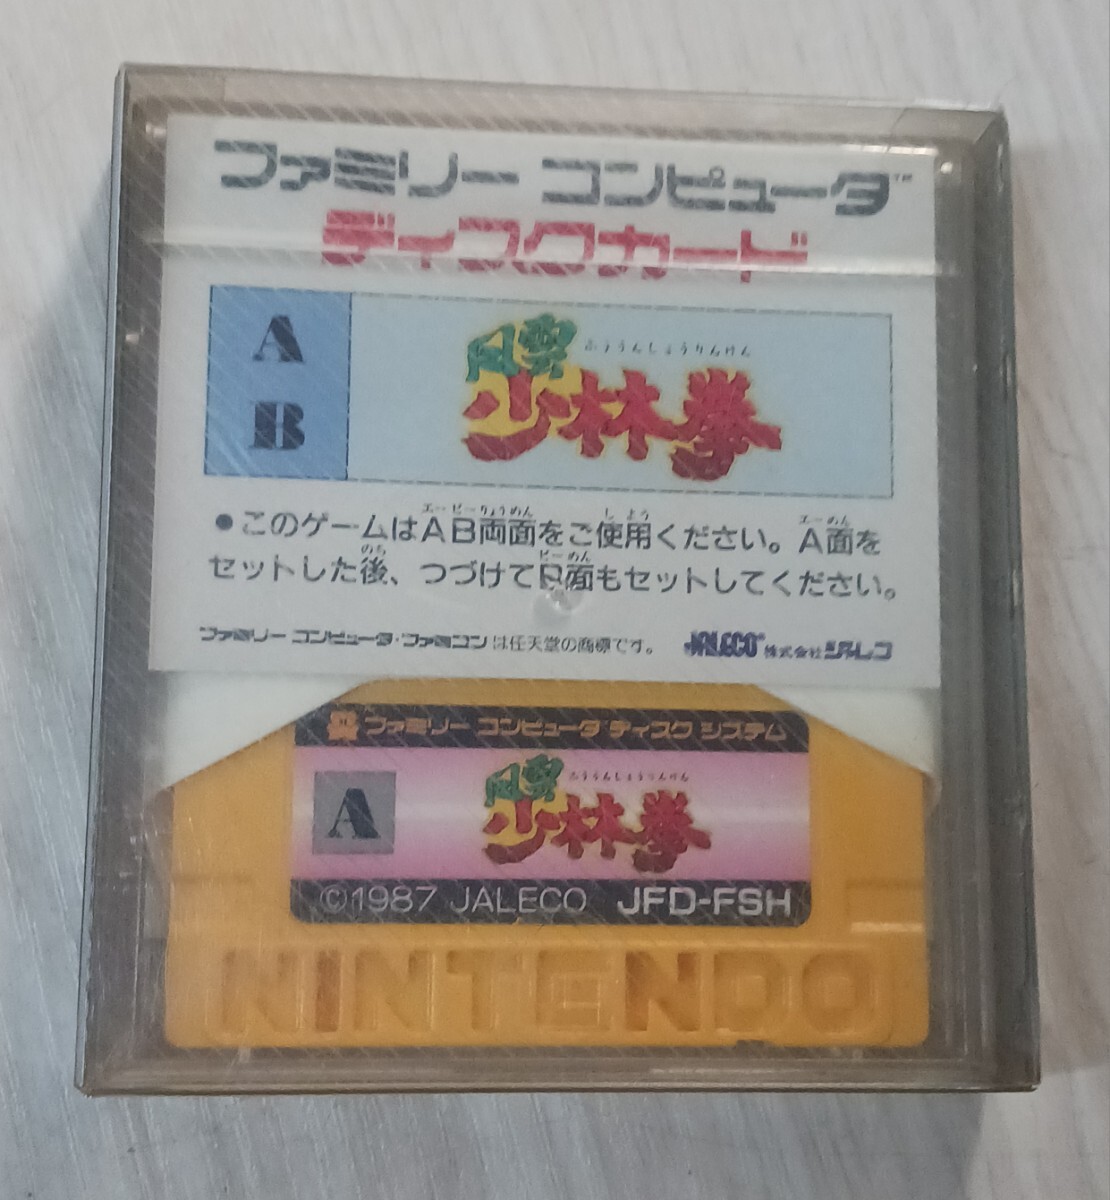 ファミリー コンピュータ™
ディスクカード
A
B
風雲 ふううんしょうりんけん
少林拳
●このゲームはAB両面をご使用ください。A面を
セットした後、つづけてB面もセットしてください。
ファミリー コンピュータ・ファミコン は任天堂の商標です。 JALECO 株式会社ジャレコ
ファミリー コンピュータ ディスク システム
A
風雲 ふううんしょうりんけん
少林拳
©1987 JALECO JFD-FSH
NINTENDO